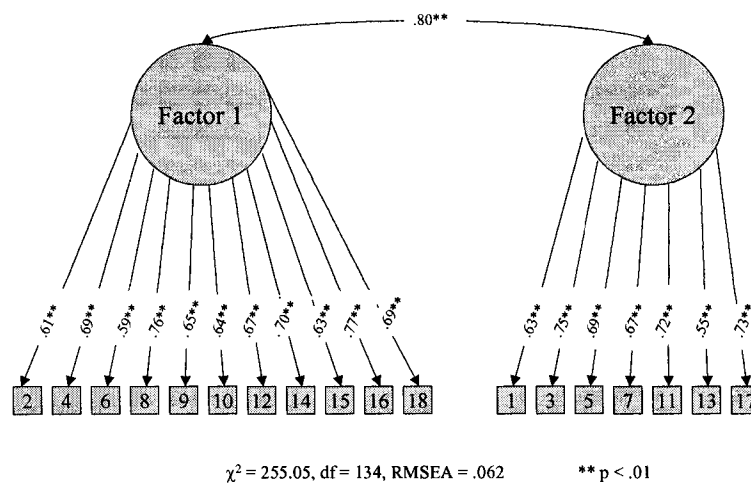 .80**
Factor 1 Factor 2
.61** .69** .59** .76** .65** .64** .67** .70** .63** .77** .69** .63** .75** .69** .67** .72** .55** .73**
2 4 6 8 9 10 12 14 15 16 18 1 3 5 7 11 13 17
χ² = 255.05, df = 134, RMSEA = .062 ** p < .01